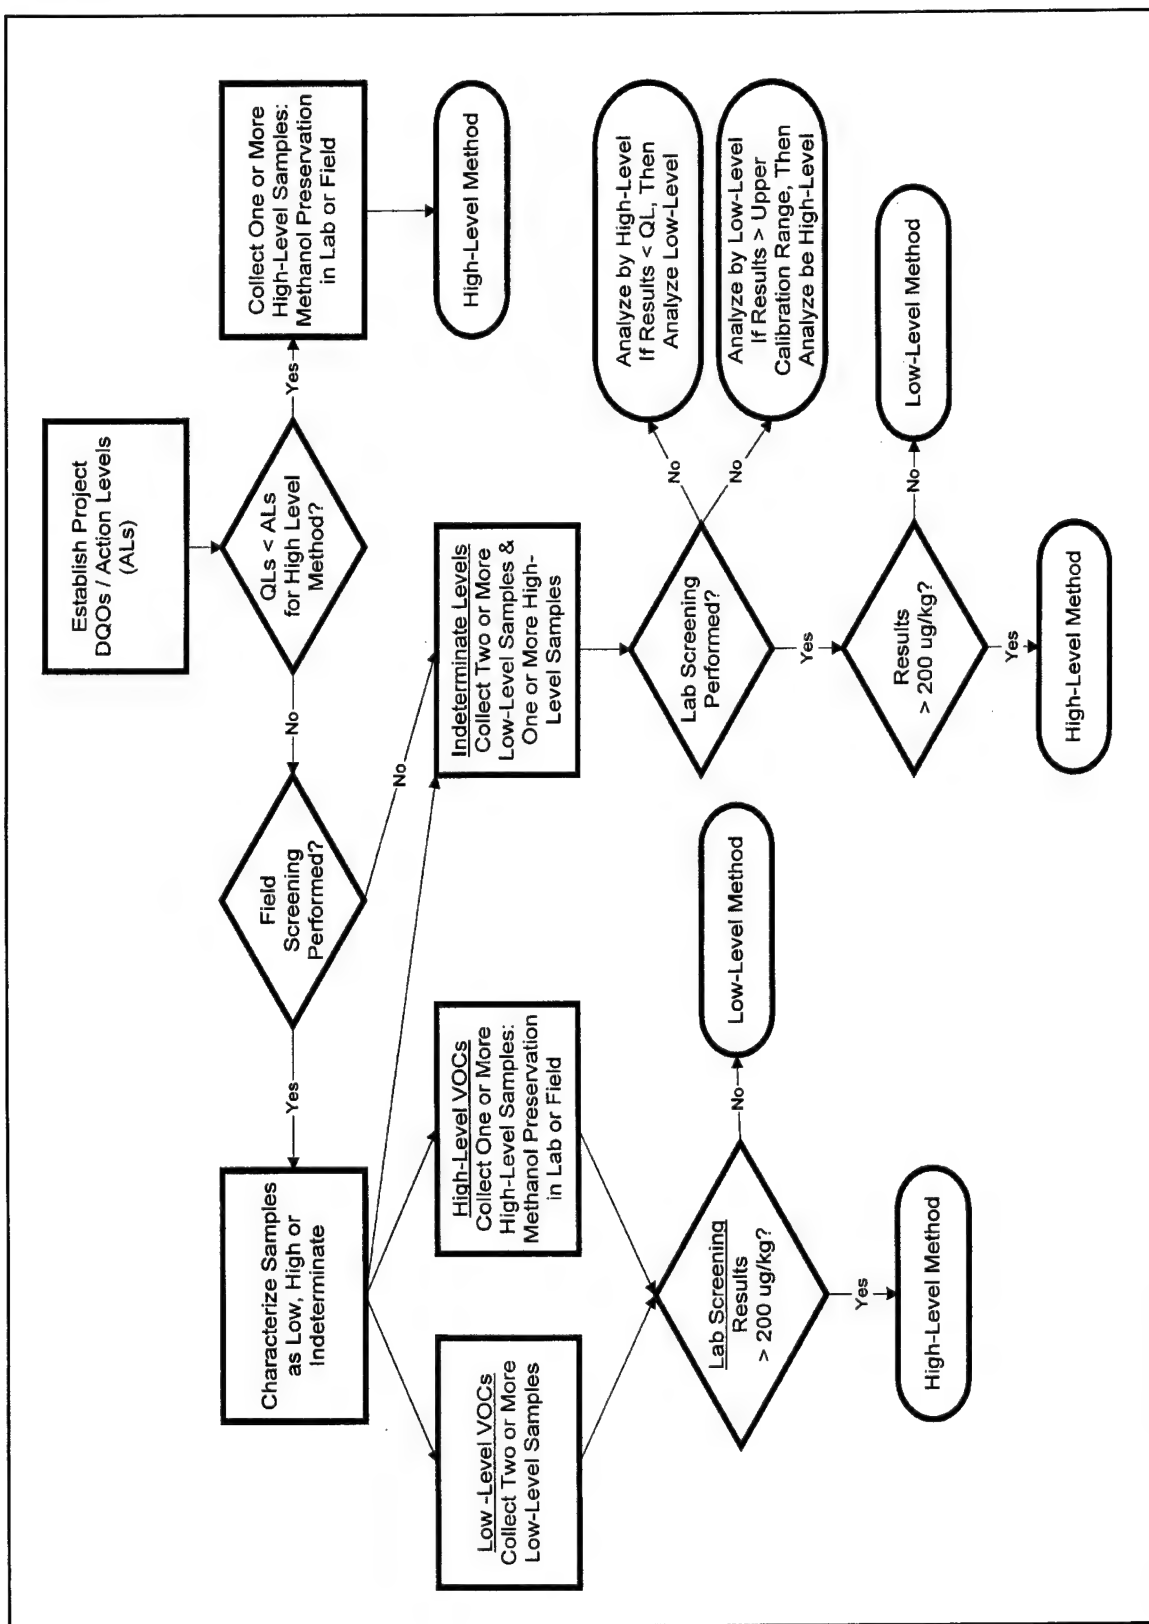 Establish Project
DQOs / Action Levels
(ALs)
QLs < ALs
for High Level
Method?
Yes
Collect One or More
High-Level Samples:
Methanol Preservation
in Lab or Field
High-Level Method
No
Field
Screening
Performed?
Yes
No
Characterize Samples
as Low, High or
Indeterminate
Low -Level VOCs
Collect Two or More
Low-Level Samples
High-Level VOCs
Collect One or More
High-Level Samples:
Methanol Preservation
in Lab or Field
Indeterminate Levels
Collect Two or More
Low-Level Samples &
One or More High-
Level Samples
Lab Screening
Results
> 200 ug/kg?
No
Low-Level Method
Yes
High-Level Method
Lab Screening
Performed?
No
Analyze by High-Level
If Results < QL, Then
Analyze Low-Level
No
Analyze by Low-Level
If Results > Upper
Calibration Range, Then
Analyze be High-Level
Yes
Results
> 200 ug/kg?
No
Low-Level Method
Yes
High-Level Method